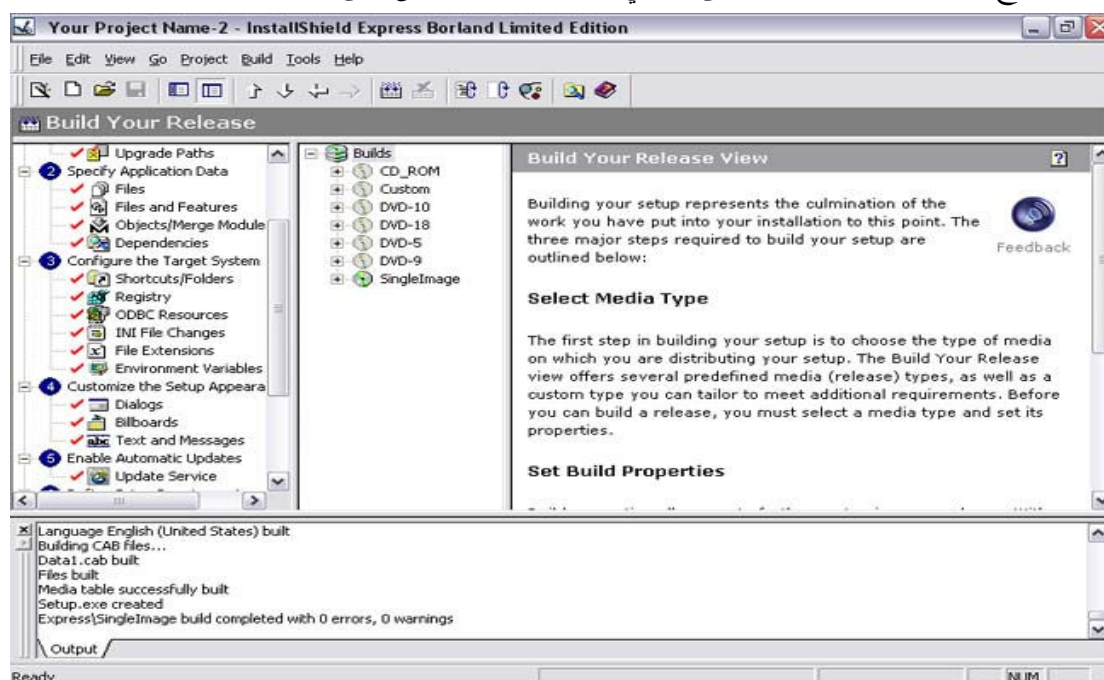 Your Project Name-2 - InstallShield Express Borland Limited Edition
File Edit View Go Project Build Tools Help
Build Your Release
Upgrade Paths
2 Specify Application Data
Files
Files and Features
Objects/Merge Module
Dependencies
3 Configure the Target System
Shortcuts/Folders
Registry
ODBC Resources
INI File Changes
File Extensions
Environment Variables
4 Customize the Setup Appeara
Dialogs
Billboards
abc Text and Messages
5 Enable Automatic Updates
Update Service
Builds
CD_ROM
Custom
DVD-10
DVD-18
DVD-5
DVD-9
SingleImage
Build Your Release View
Building your setup represents the culmination of the
work you have put into your installation to this point. The
three major steps required to build your setup are
outlined below:
Feedback
Select Media Type
The first step in building your setup is to choose the type of media
on which you are distributing your setup. The Build Your Release
view offers several predefined media (release) types, as well as a
custom type you can tailor to meet additional requirements. Before
you can build a release, you must select a media type and set its
properties.
Set Build Properties
Language English (United States) built
Building CAB files...
Data1.cab built
Files built
Media table successfully built
Setup.exe created
Express\SingleImage build completed with 0 errors, 0 warnings
Output
Ready
NUM